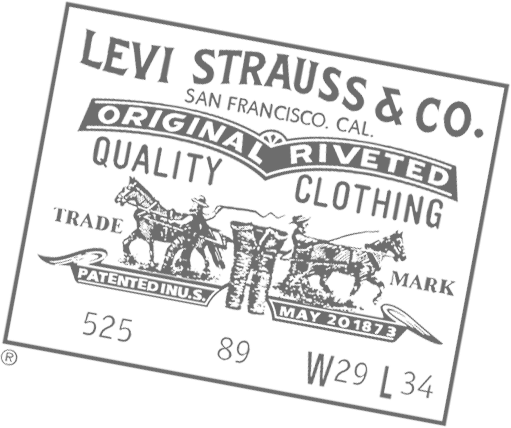 LEVI STRAUSS & CO.
SAN FRANCISCO. CAL.
ORIGINAL RIVETED
QUALITY CLOTHING
TRADE MARK
PATENTED IN U.S. MAY 20 1873
525 89 W29 L34
®